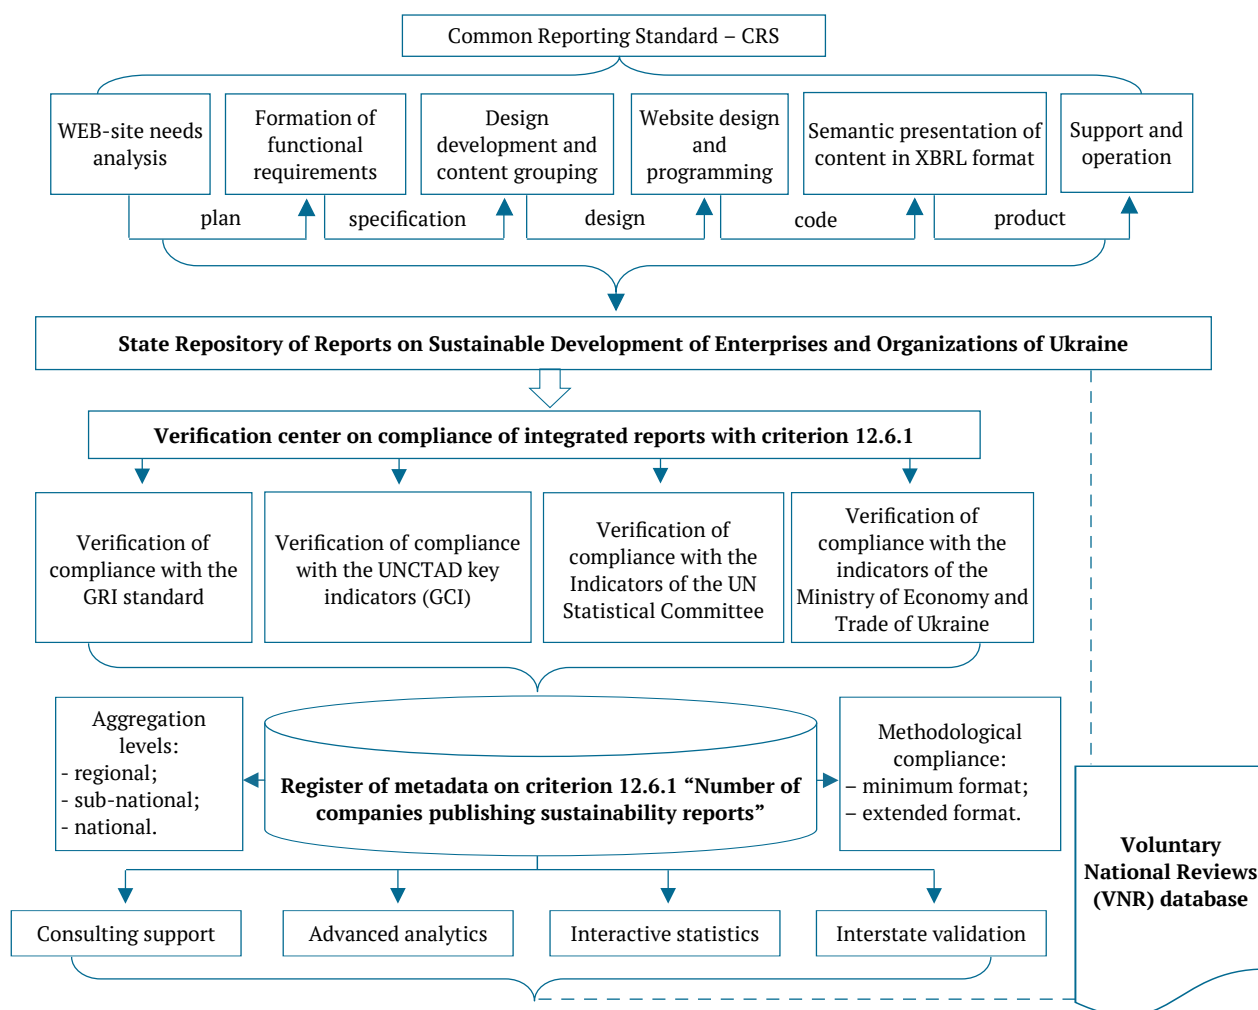 Common Reporting Standard – CRS
WEB-site needs
analysis
Formation of
functional
requirements
Design
development and
content grouping
Website design
and
programming
Semantic presentation of
content in XBRL format
Support and
operation
plan
specification
design
code
product
State Repository of Reports on Sustainable Development of Enterprises and Organizations of Ukraine
Verification center on compliance of integrated reports with criterion 12.6.1
Verification of
compliance with the
GRI standard
Verification of compliance
with the UNCTAD key
indicators (GCI)
Verification of
compliance with the
Indicators of the UN
Statistical Committee
Verification of
compliance with the
indicators of the
Ministry of Economy and
Trade of Ukraine
Aggregation
levels:
- regional;
- sub-national;
- national.
Register of metadata on criterion 12.6.1 “Number of
companies publishing sustainability reports”
Methodological
compliance:
– minimum format;
– extended format.
Voluntary
National Reviews
(VNR) database
Consulting support
Advanced analytics
Interactive statistics
Interstate validation